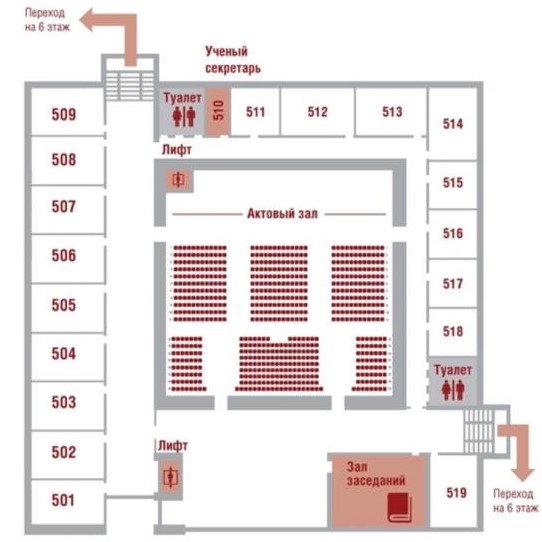 Переход
на 6 этаж
Ученый
секретарь
Туалет
510
511
512
513
509
514
Лифт
508
515
507
Актовый зал
516
506
517
505
518
504
Туалет
503
Лифт
502
Зал
заседаний
519
501
Переход
на 6 этаж